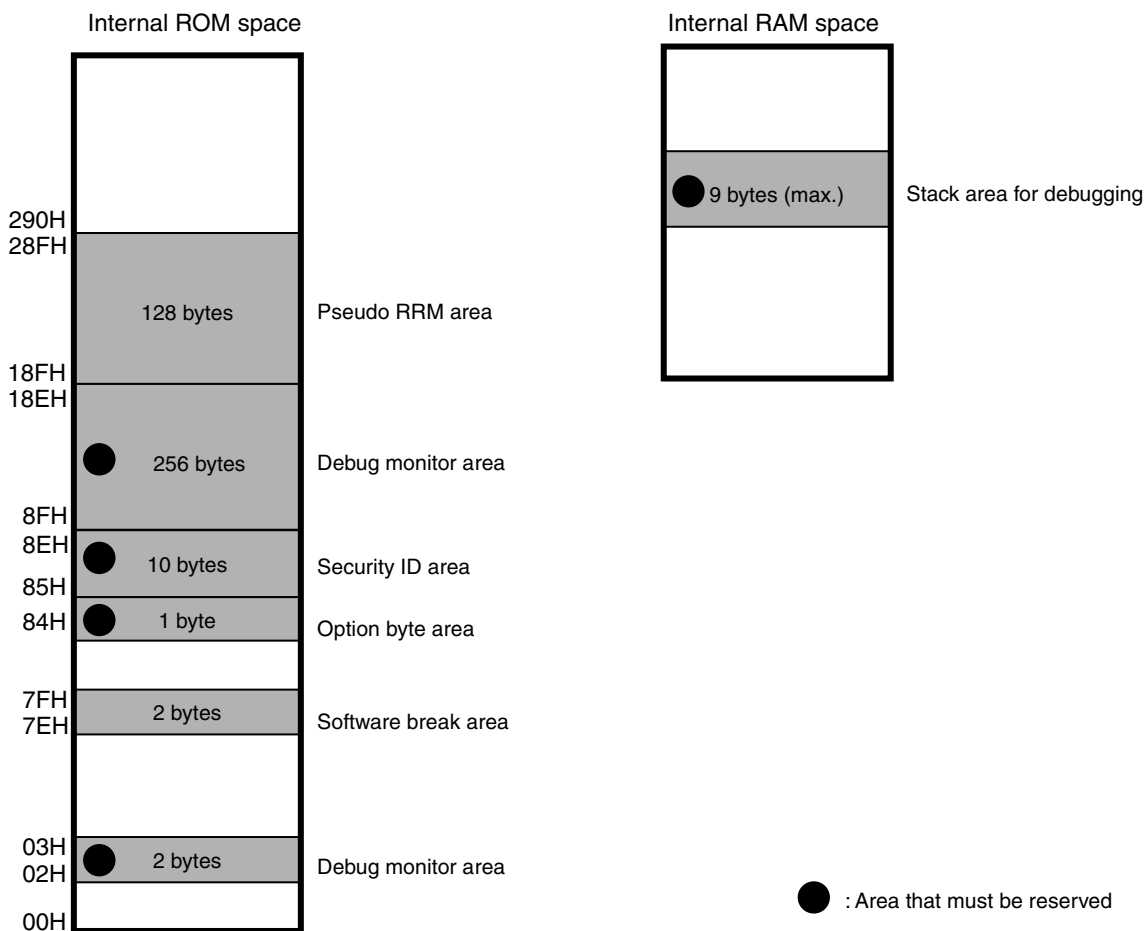 Internal ROM space
Internal RAM space
9 bytes (max.)
Stack area for debugging
290H
28FH
128 bytes
Pseudo RRM area
18FH
18EH
256 bytes
Debug monitor area
8FH
8EH
10 bytes
Security ID area
85H
84H
1 byte
Option byte area
7FH
2 bytes
Software break area
7EH
03H
2 bytes
Debug monitor area
02H
: Area that must be reserved
00H